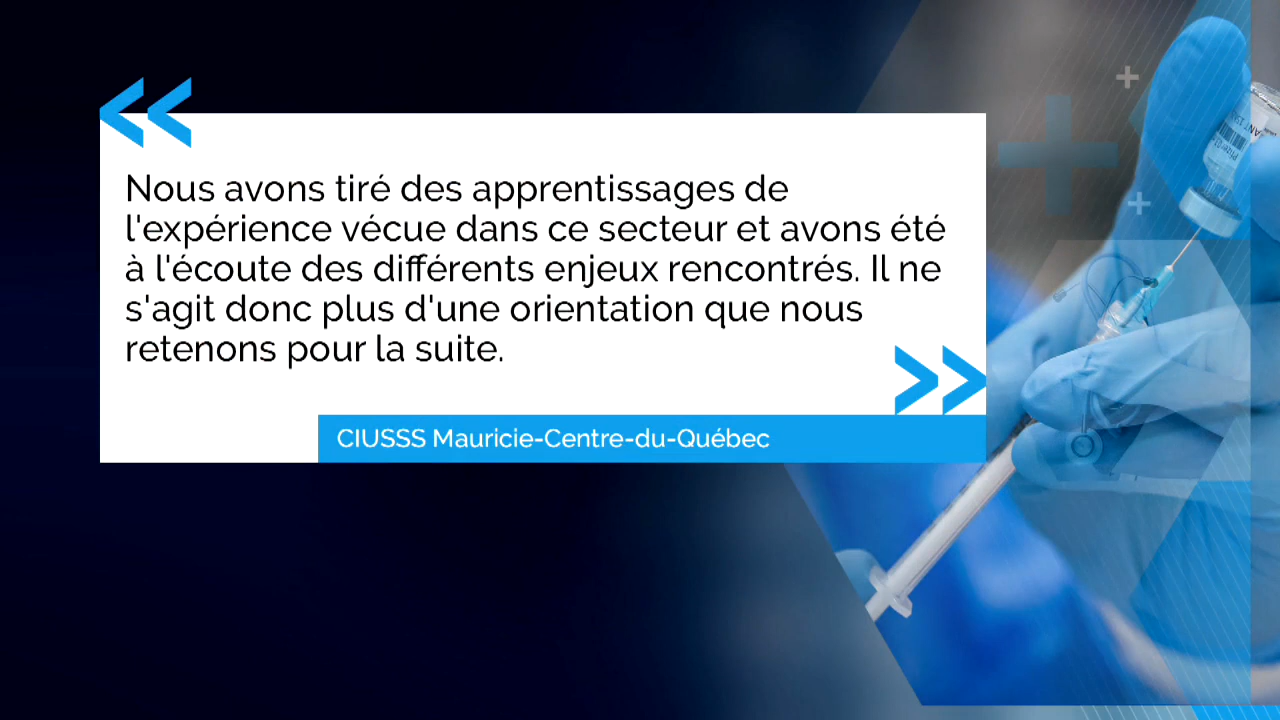 Nous avons tiré des apprentissages de
l'expérience vécue dans ce secteur et avons été
à l'écoute des différents enjeux rencontrés. Il ne
s'agit donc plus d'une orientation que nous
retenons pour la suite.
CIUSSS Mauricie-Centre-du-Québec